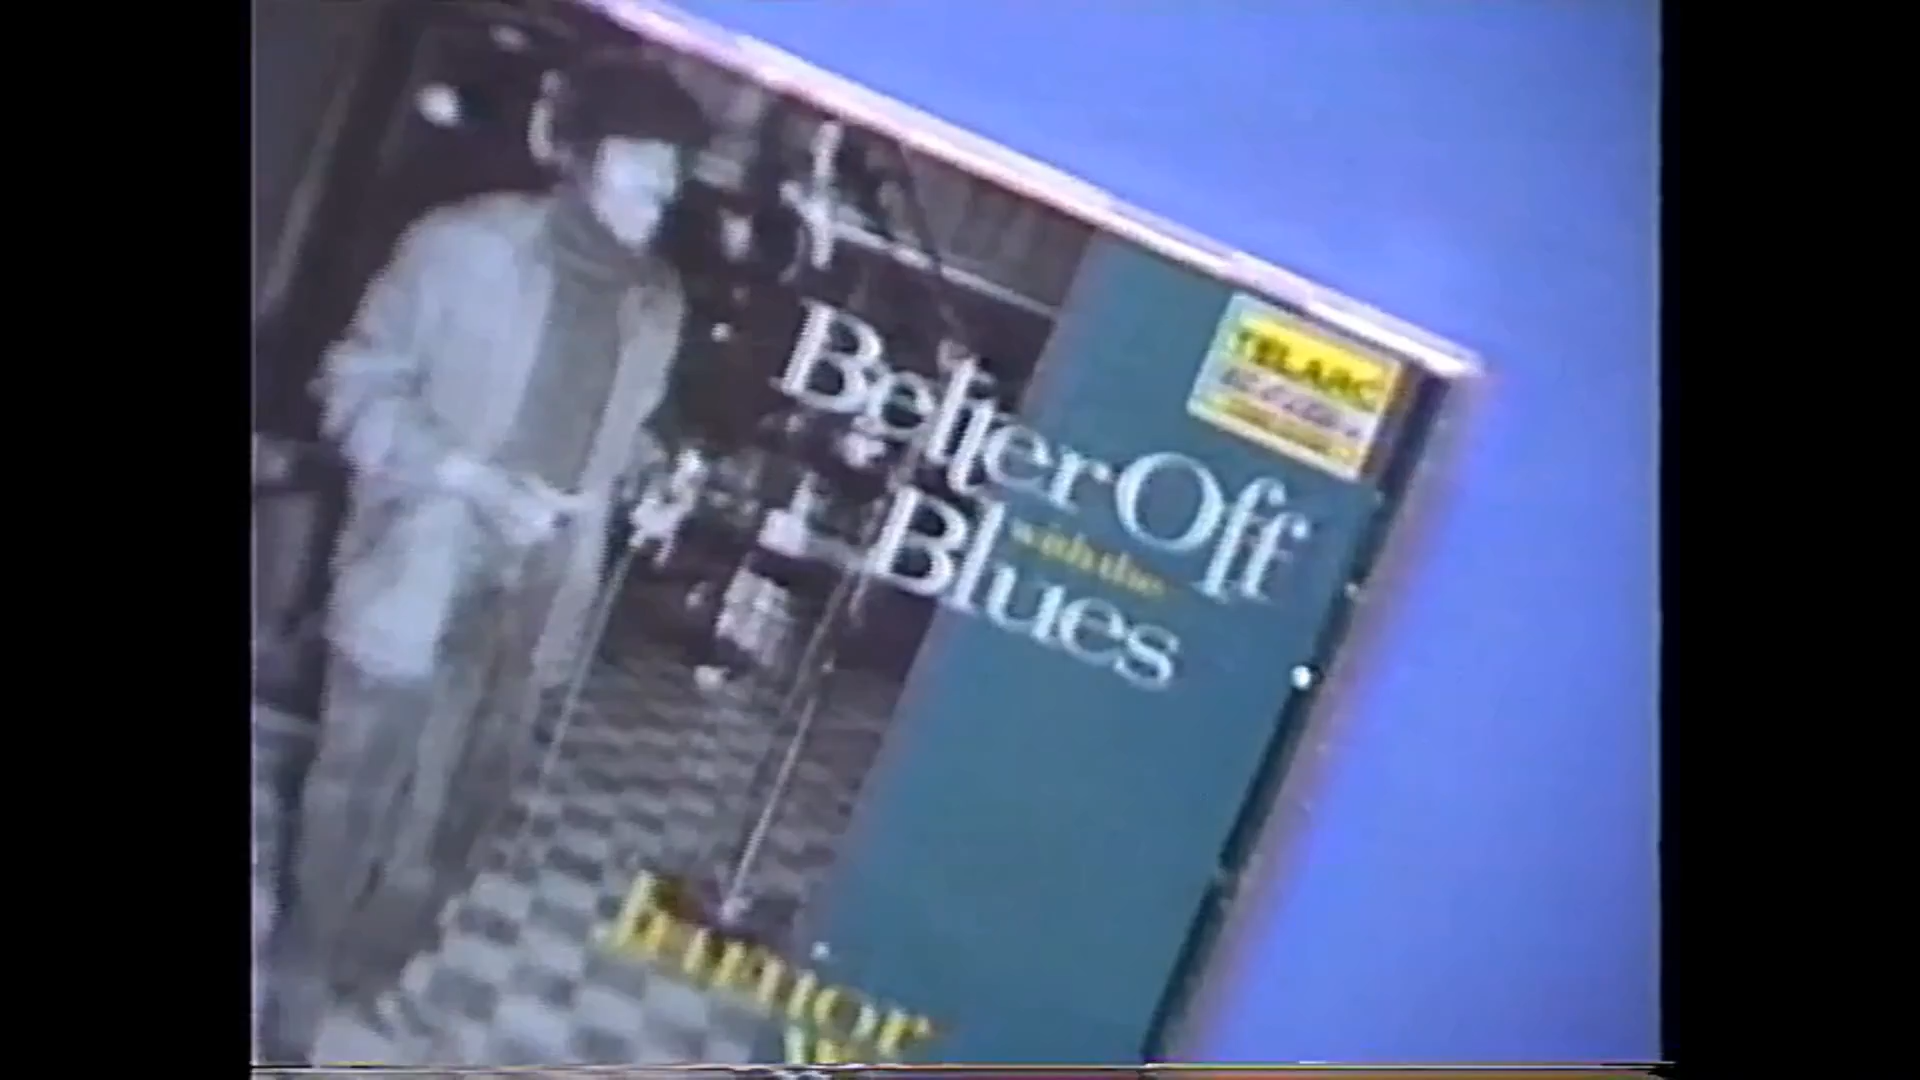 TELARC
Better Off
with the
Blues
Junior